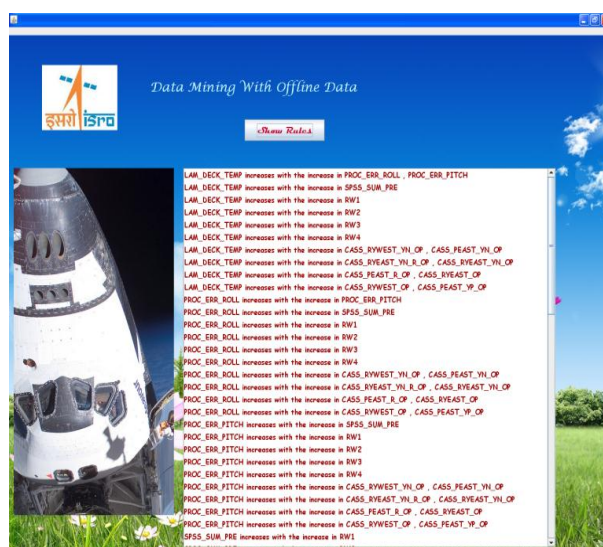 Data Mining With Offline Data
इसरो isro
Show Rules
LAM_DECK_TEMP increases with the increase in PROC_ERR_ROLL , PROC_ERR_PITCH
LAM_DECK_TEMP increases with the increase in SPSS_SUM_PRE
LAM_DECK_TEMP increases with the increase in RW1
LAM_DECK_TEMP increases with the increase in RW2
LAM_DECK_TEMP increases with the increase in RW3
LAM_DECK_TEMP increases with the increase in RW4
LAM_DECK_TEMP increases with the increase in CASS_RYWEST_YN_OP , CASS_PEAST_YN_OP
LAM_DECK_TEMP increases with the increase in CASS_RYEAST_YN_R_OP , CASS_RYEAST_YN_OP
LAM_DECK_TEMP increases with the increase in CASS_PEAST_R_OP , CASS_RYEAST_OP
LAM_DECK_TEMP increases with the increase in CASS_RYWEST_OP , CASS_PEAST_YP_OP
PROC_ERR_ROLL increases with the increase in PROC_ERR_PITCH
PROC_ERR_ROLL increases with the increase in SPSS_SUM_PRE
PROC_ERR_ROLL increases with the increase in RW1
PROC_ERR_ROLL increases with the increase in RW2
PROC_ERR_ROLL increases with the increase in RW3
PROC_ERR_ROLL increases with the increase in RW4
PROC_ERR_ROLL increases with the increase in CASS_RYWEST_YN_OP , CASS_PEAST_YN_OP
PROC_ERR_ROLL increases with the increase in CASS_RYEAST_YN_R_OP , CASS_RYEAST_YN_OP
PROC_ERR_ROLL increases with the increase in CASS_PEAST_R_OP , CASS_RYEAST_OP
PROC_ERR_ROLL increases with the increase in CASS_RYWEST_OP , CASS_PEAST_YP_OP
PROC_ERR_PITCH increases with the increase in SPSS_SUM_PRE
PROC_ERR_PITCH increases with the increase in RW1
PROC_ERR_PITCH increases with the increase in RW2
PROC_ERR_PITCH increases with the increase in RW3
PROC_ERR_PITCH increases with the increase in RW4
PROC_ERR_PITCH increases with the increase in CASS_RYWEST_YN_OP , CASS_PEAST_YN_OP
PROC_ERR_PITCH increases with the increase in CASS_RYEAST_YN_R_OP , CASS_RYEAST_YN_OP
PROC_ERR_PITCH increases with the increase in CASS_PEAST_R_OP , CASS_RYEAST_OP
PROC_ERR_PITCH increases with the increase in CASS_RYWEST_OP , CASS_PEAST_YP_OP
SPSS_SUM_PRE increases with the increase in RW1